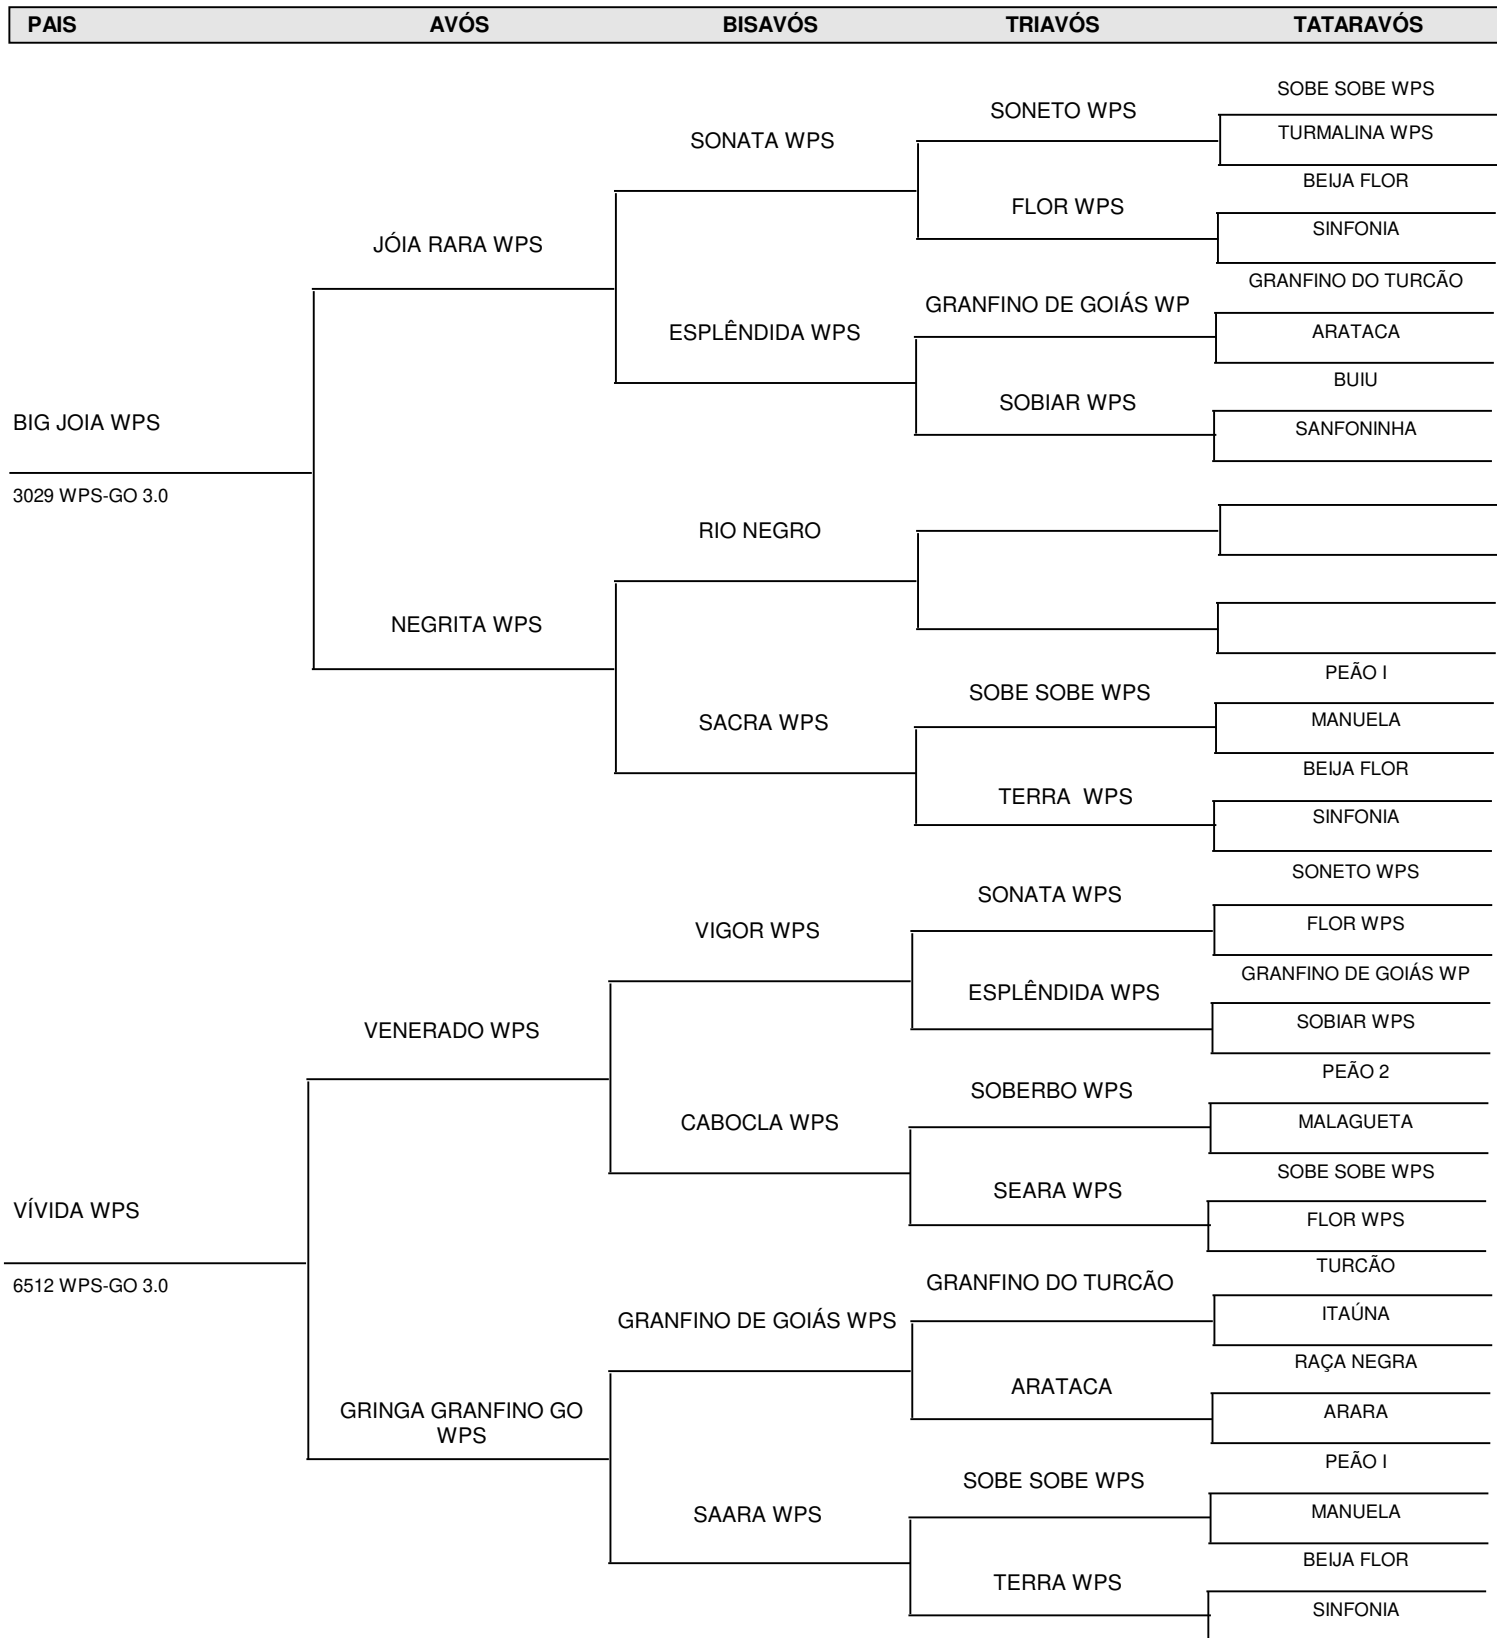 PAIS AVÓS BISAVÓS TRIAVÓS TATARAVÓS
SOBE SOBE WPS
SONETO WPS
TURMALINA WPS
SONATA WPS
BEIJA FLOR
FLOR WPS
SINFONIA
JÓIA RARA WPS
GRANFINO DO TURCÃO
GRANFINO DE GOIÁS WP
ARATACA
ESPLÊNDIDA WPS
BUIU
SOBIAR WPS
SANFONINHA
BIG JOIA WPS
3029 WPS-GO 3.0
RIO NEGRO
NEGRITA WPS
PEÃO I
SOBE SOBE WPS
MANUELA
SACRA WPS
BEIJA FLOR
TERRA  WPS
SINFONIA
SONETO WPS
SONATA WPS
FLOR WPS
VIGOR WPS
GRANFINO DE GOIÁS WP
ESPLÊNDIDA WPS
SOBIAR WPS
VENERADO WPS
PEÃO 2
SOBERBO WPS
MALAGUETA
CABOCLA WPS
SOBE SOBE WPS
SEARA WPS
FLOR WPS
VÍVIDA WPS
6512 WPS-GO 3.0
TURCÃO
GRANFINO DO TURCÃO
ITAÚNA
GRANFINO DE GOIÁS WPS
RAÇA NEGRA
ARATACA
ARARA
GRINGA GRANFINO GO
WPS
PEÃO I
SOBE SOBE WPS
MANUELA
SAARA WPS
BEIJA FLOR
TERRA WPS
SINFONIA